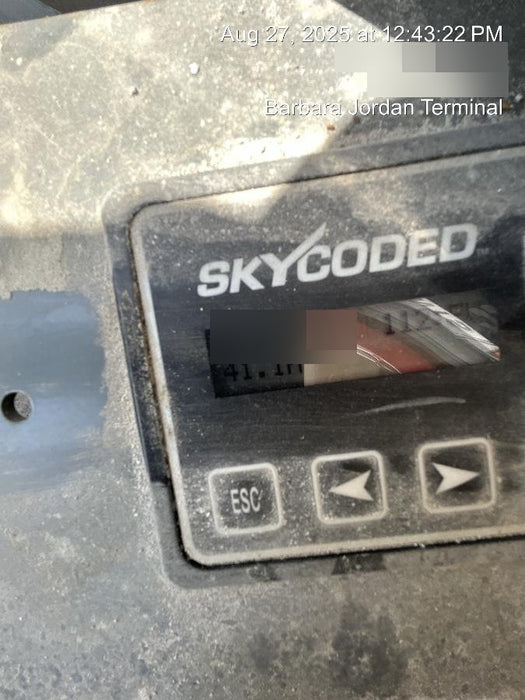 Aug 27, 2025 at 12:43:22 PM
Barbara Jordan Terminal
SKYCODED
ESC